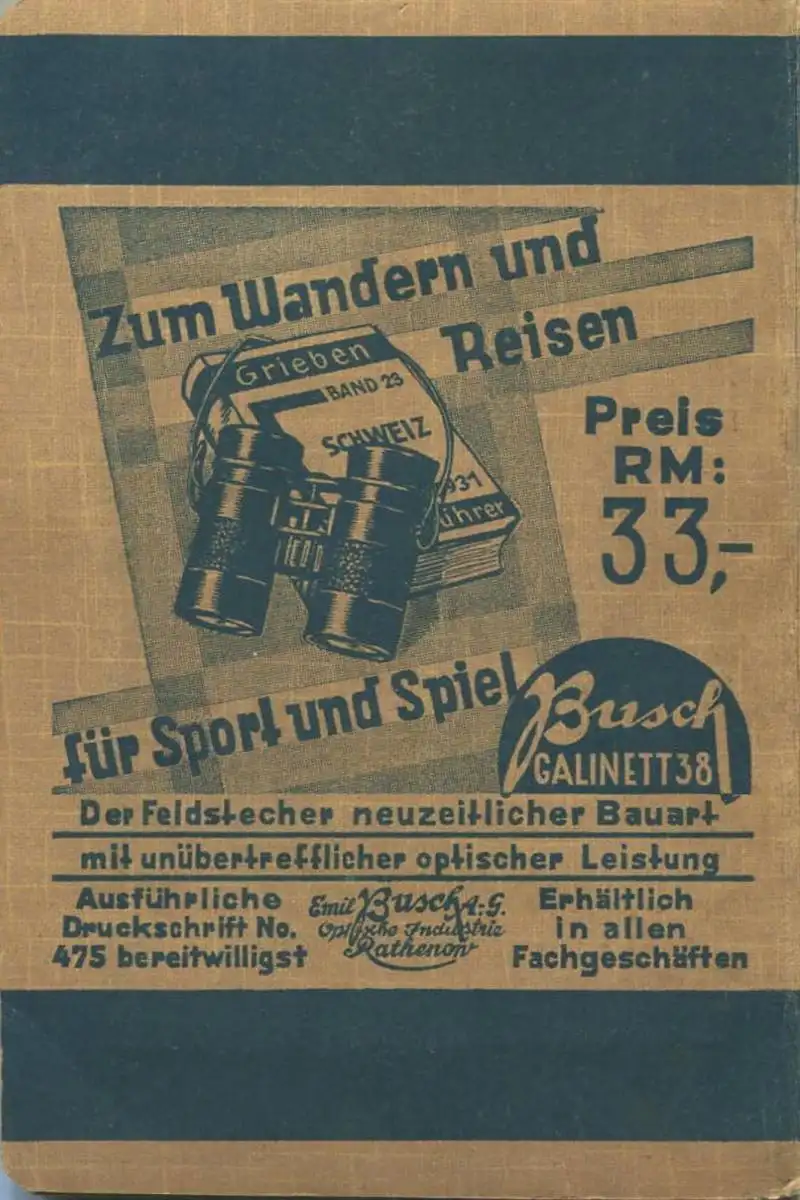 Zum Wandern und
Reisen
Grieben
BAND 23
SCHWEIZ
931
ührer
Preis
RM:
33,-
für Sport und Spiel
Busch
GALINETT 38
Der Feldstecher neuzeitlicher Bauart
mit unübertrefflicher optischer Leistung
Ausführliche
Druckschrift No.
475 bereitwilligst
Emil Busch A.-G.
Optische Industrie
Rathenow
Erhältlich
in allen
Fachgeschäften